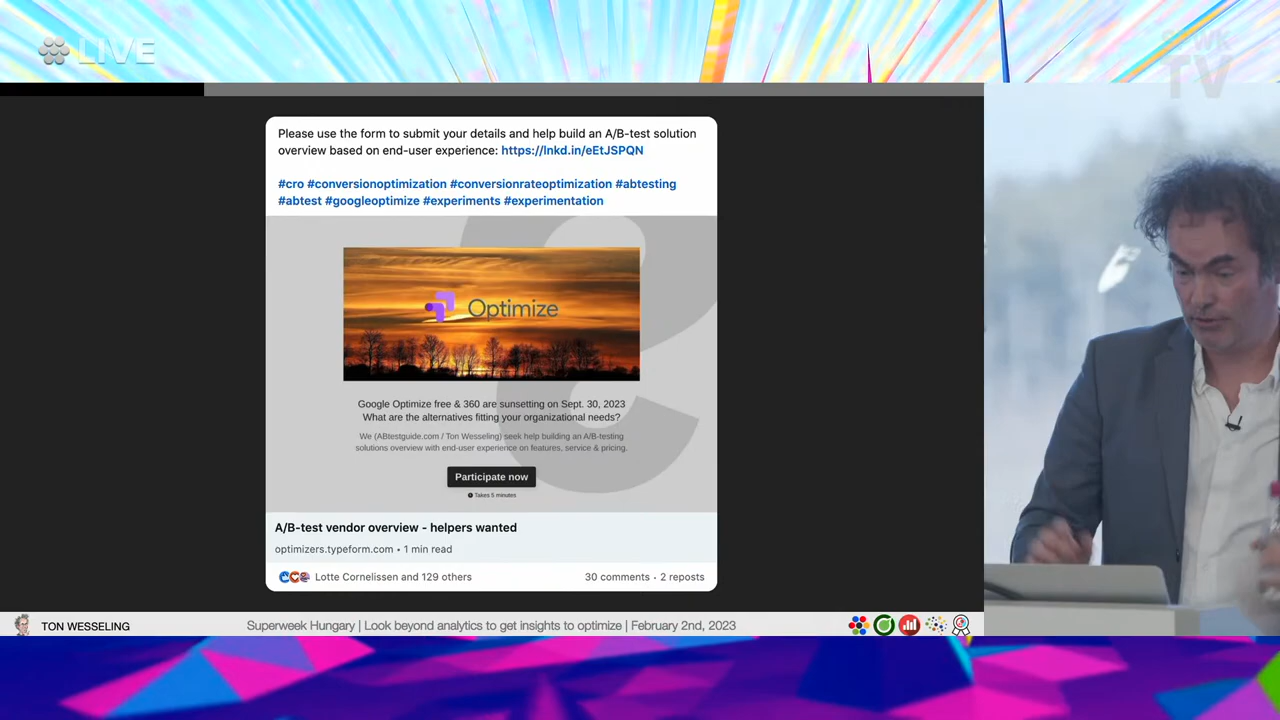 LIVE
SPWK
TV
Please use the form to submit your details and help build an A/B-test solution
overview based on end-user experience: https://lnkd.in/eEtJSPQN
#cro #conversionoptimization #conversionrateoptimization #abtesting
#abtest #googleoptimize #experiments #experimentation
Optimize
Google Optimize free & 360 are sunsetting on Sept. 30, 2023
What are the alternatives fitting your organizational needs?
We (ABtestguide.com / Ton Wesseling) seek help building an A/B-testing
solutions overview with end-user experience on features, service & pricing.
Participate now
Takes 5 minutes
A/B-test vendor overview - helpers wanted
optimizers.typeform.com • 1 min read
Lotte Cornelissen and 129 others
30 comments • 2 reposts
TON WESSELING
Superweek Hungary | Look beyond analytics to get insights to optimize | February 2nd, 2023